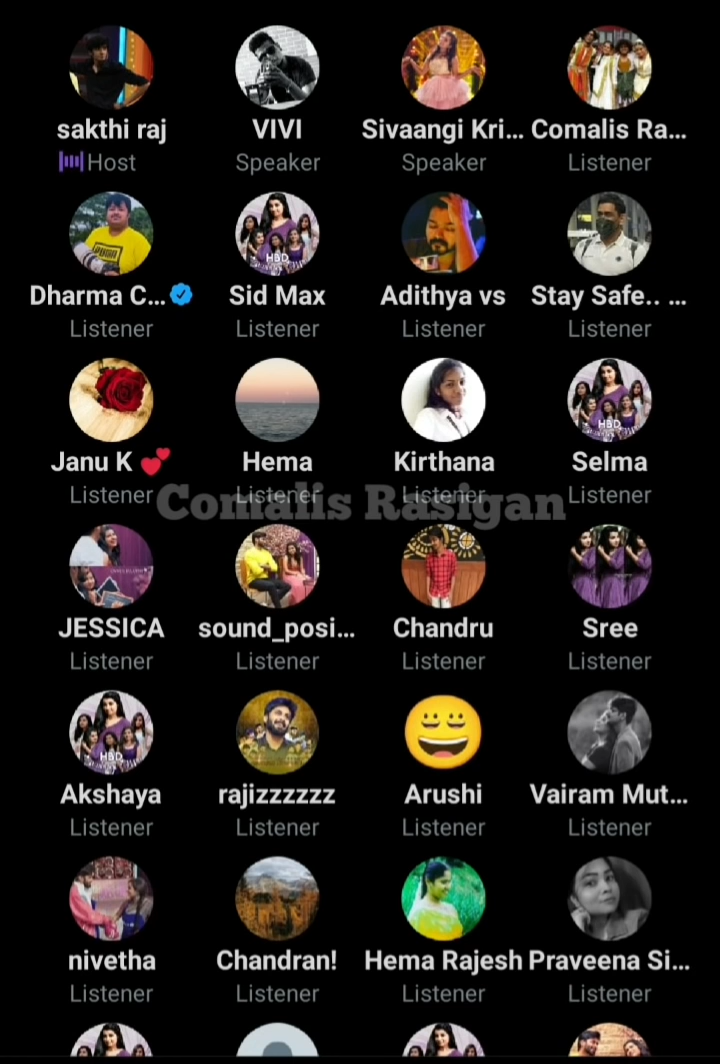 sakthi raj VIVI Sivaangi Kri... Comalis Ra...
Host Speaker Speaker Listener
HBD
Dharma C... Sid Max Adithya vs Stay Safe.. ...
Listener Listener Listener Listener
HBD
Janu K 💕 Hema Kirthana Selma
Listener Listener Listener Listener
Comalis Rasigan
JESSICA sound_posi... Chandru Sree
Listener Listener Listener Listener
HBD
Akshaya rajizzzzzz Arushi Vairam Mut...
Listener Listener Listener Listener
nivetha Chandran! Hema Rajesh Praveena Si...
Listener Listener Listener Listener